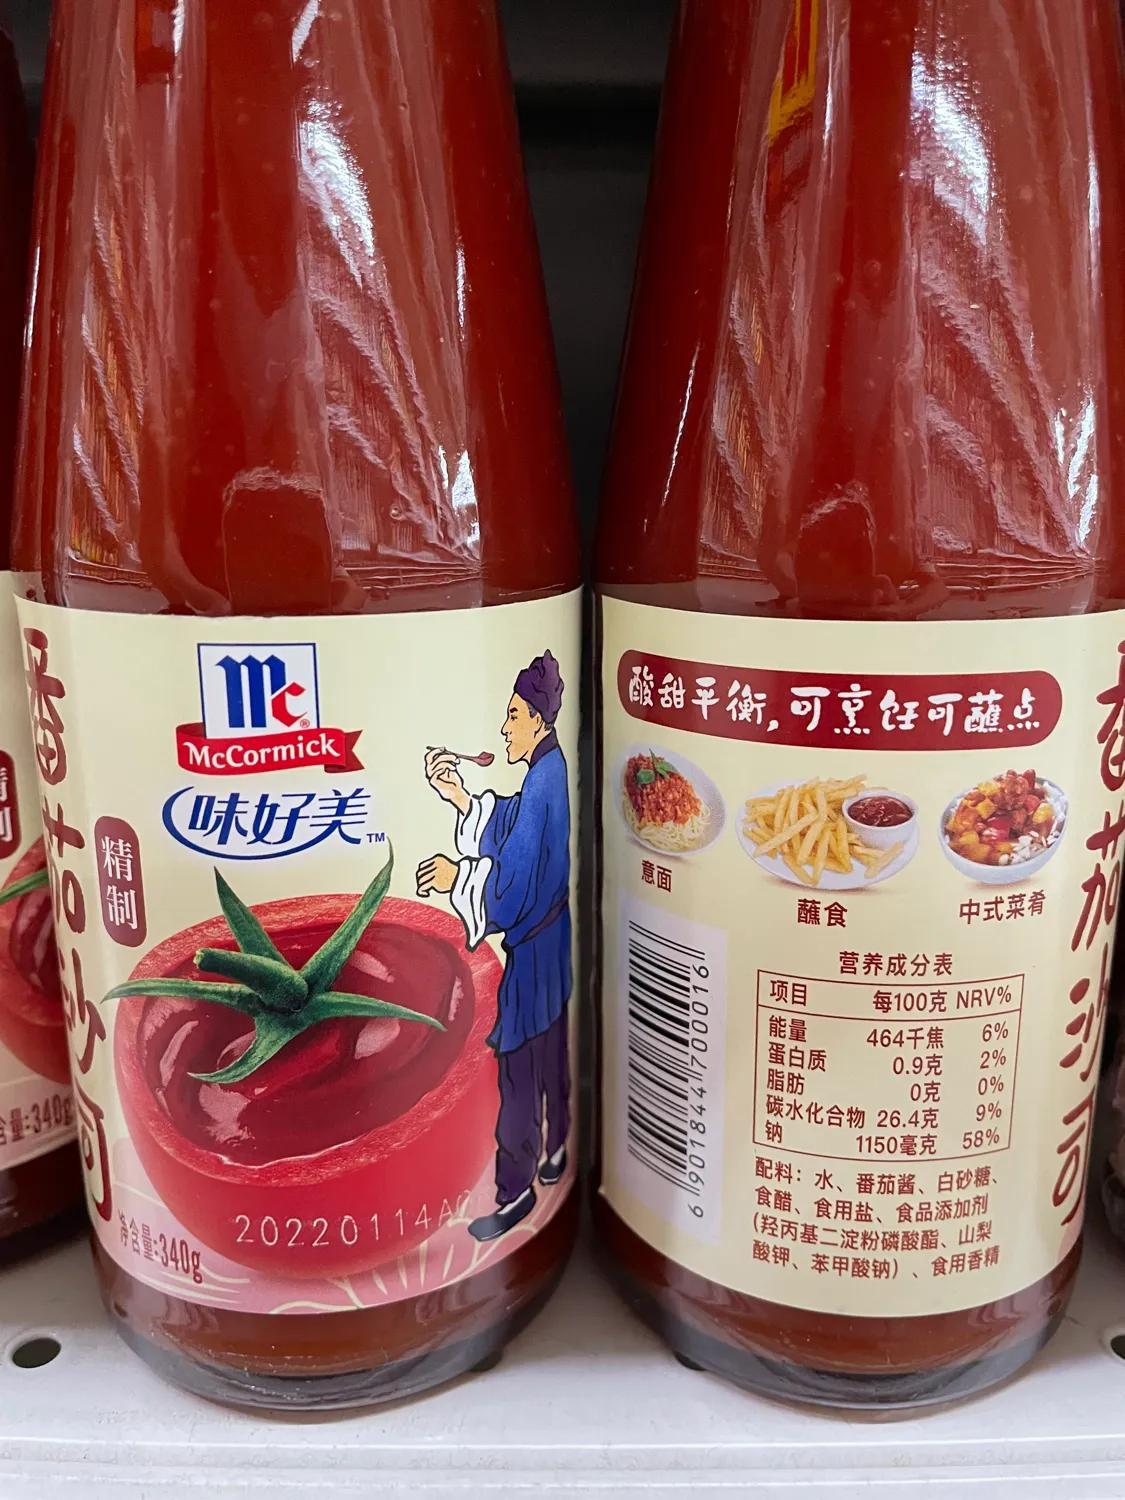 番茄沙司
精制
Mc
McCormick
味好美™
20220114A
净含量:340g
酸甜平衡,可烹饪可蘸点
意面
蘸食
中式菜肴
营养成分表
项目 每100克 NRV%
能量 464千焦 6%
蛋白质 0.9克 2%
脂肪 0克 0%
碳水化合物 26.4克 9%
钠 1150毫克 58%
配料：水、番茄酱、白砂糖、
食醋、食用盐、食品添加剂
(羟丙基二淀粉磷酸酯、山梨
酸钾、苯甲酸钠)、食用香精
6 901844 700016
番茄沙司
精制
含量:340g